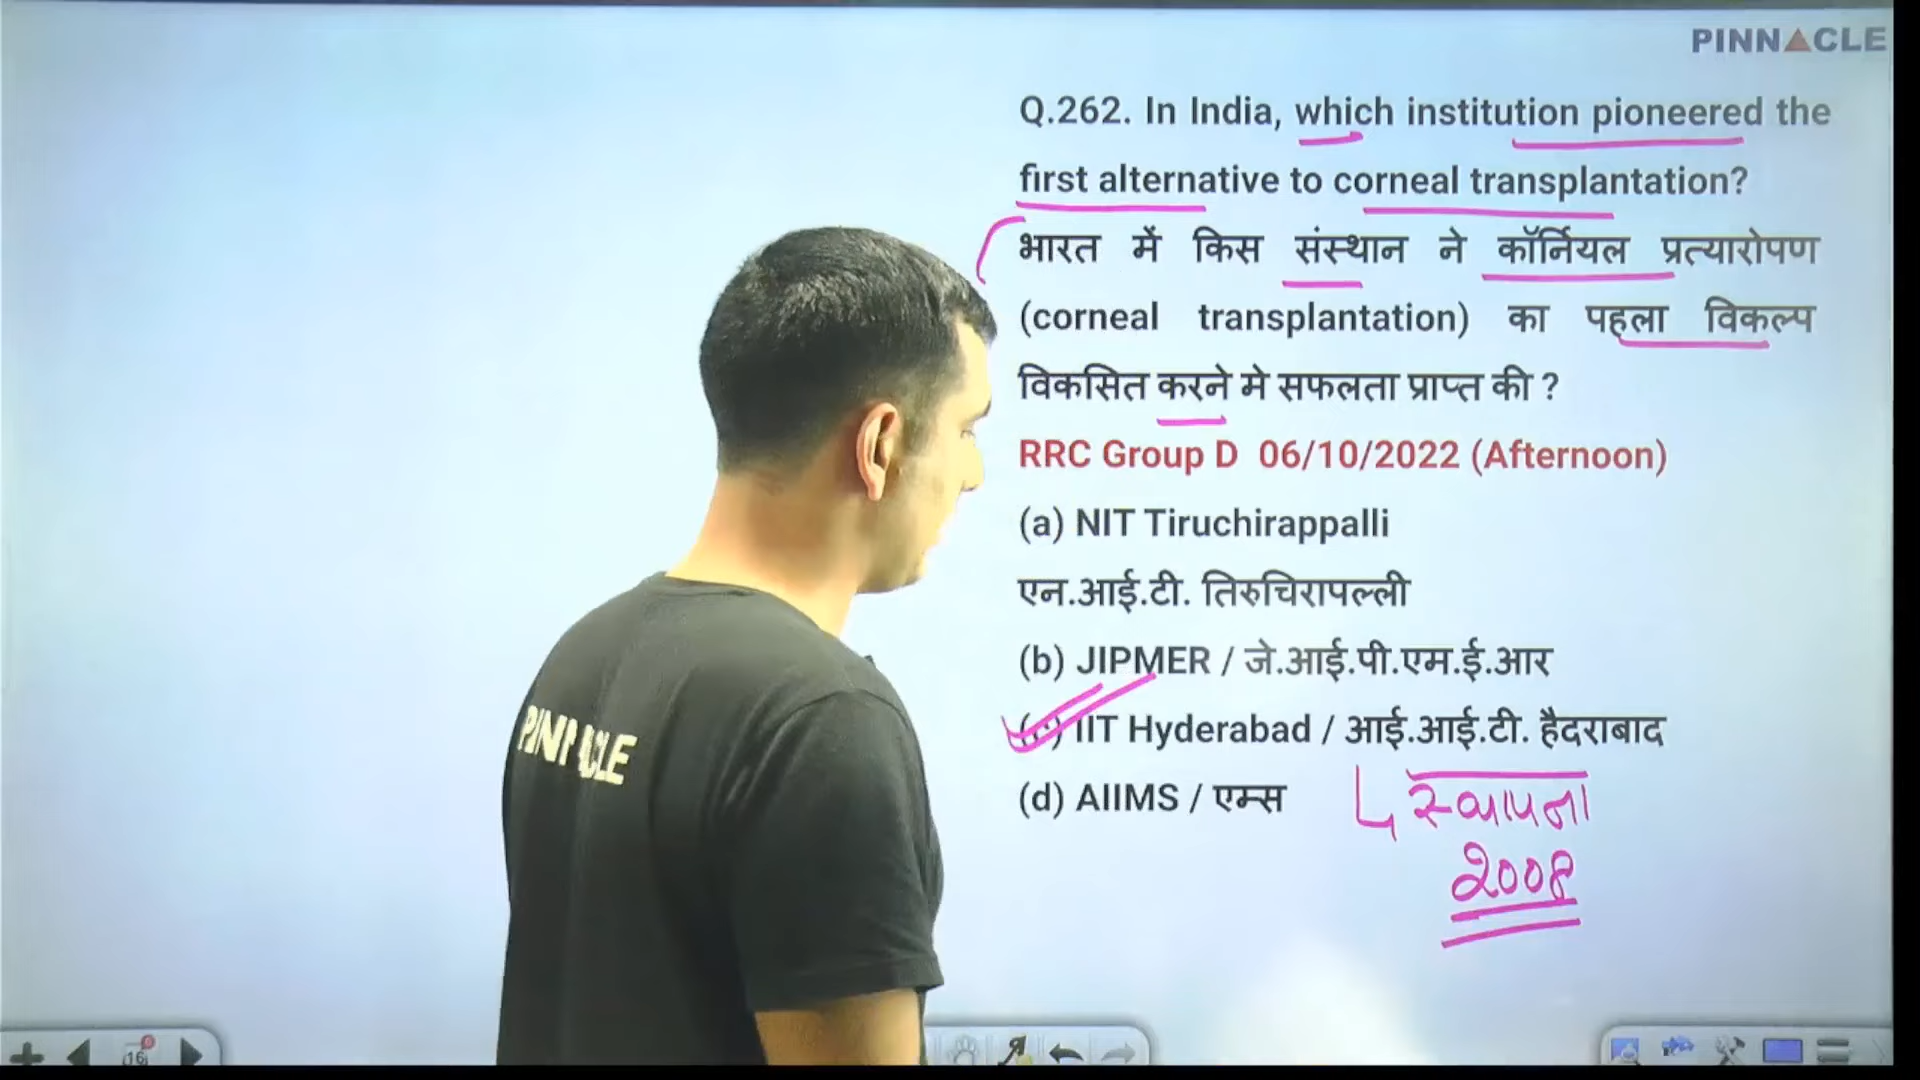 PINNACLE
Q.262. In India, which institution pioneered the
first alternative to corneal transplantation?
भारत में किस संस्थान ने कॉर्नियल प्रत्यारोपण
(corneal transplantation) का पहला विकल्प
विकसित करने मे सफलता प्राप्त की ?
RRC Group D 06/10/2022 (Afternoon)
(a) NIT Tiruchirappalli
एन.आई.टी. तिरुचिरापल्ली
(b) JIPMER / जे.आई.पी.एम.ई.आर
(c) IIT Hyderabad / आई.आई.टी. हैदराबाद
(d) AIIMS / एम्स
स्थापना
2008
PINNACLE
16